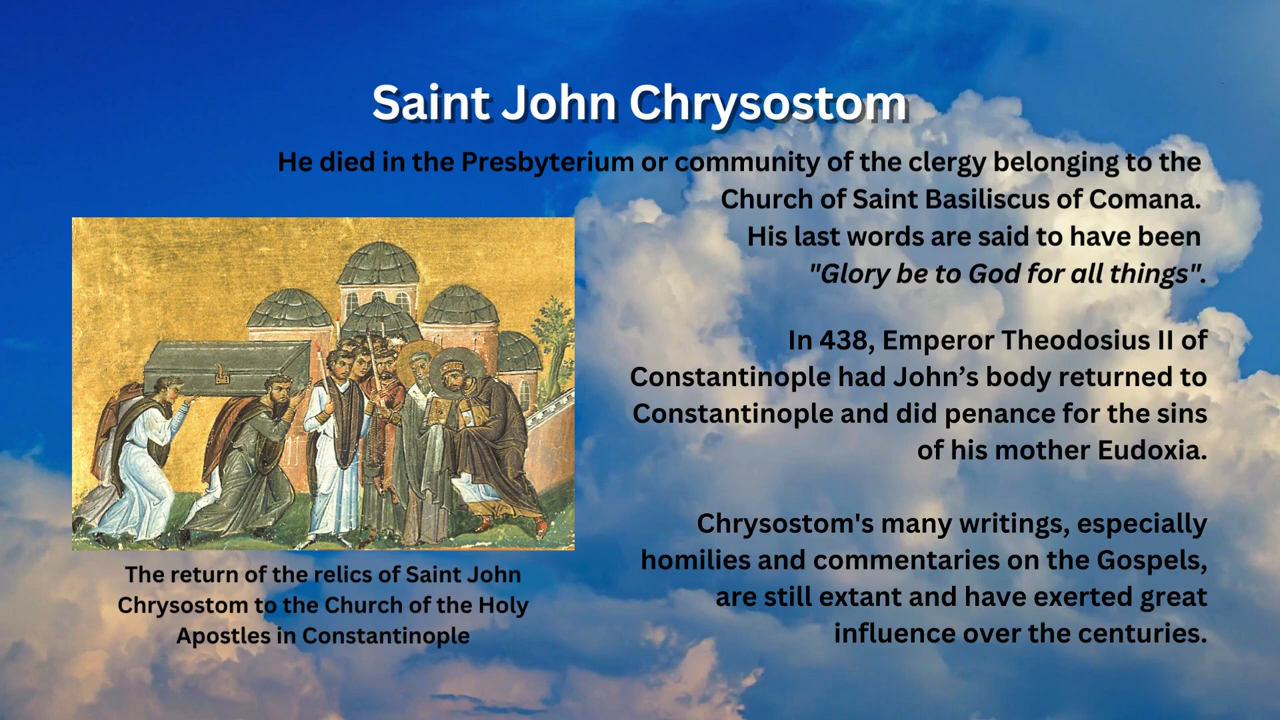 Saint John Chrysostom
He died in the Presbyterium or community of the clergy belonging to the
Church of Saint Basiliscus of Comana.
His last words are said to have been
"Glory be to God for all things".
In 438, Emperor Theodosius II of
Constantinople had John’s body returned to
Constantinople and did penance for the sins
of his mother Eudoxia.
Chrysostom's many writings, especially
homilies and commentaries on the Gospels,
are still extant and have exerted great
influence over the centuries.
The return of the relics of Saint John
Chrysostom to the Church of the Holy
Apostles in Constantinople